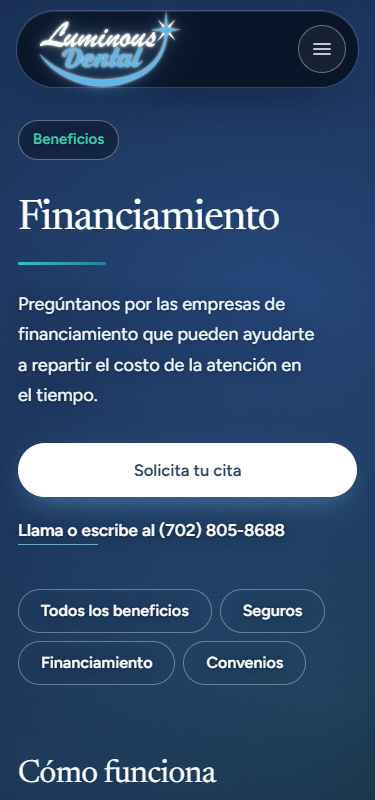 Luminous
Dental
Beneficios
Financiamiento
Pregúntanos por las empresas de
financiamiento que pueden ayudarte
a repartir el costo de la atención en
el tiempo.
Solicita tu cita
Llama o escribe al (702) 805-8688
Todos los beneficios
Seguros
Financiamiento
Convenios
Cómo funciona